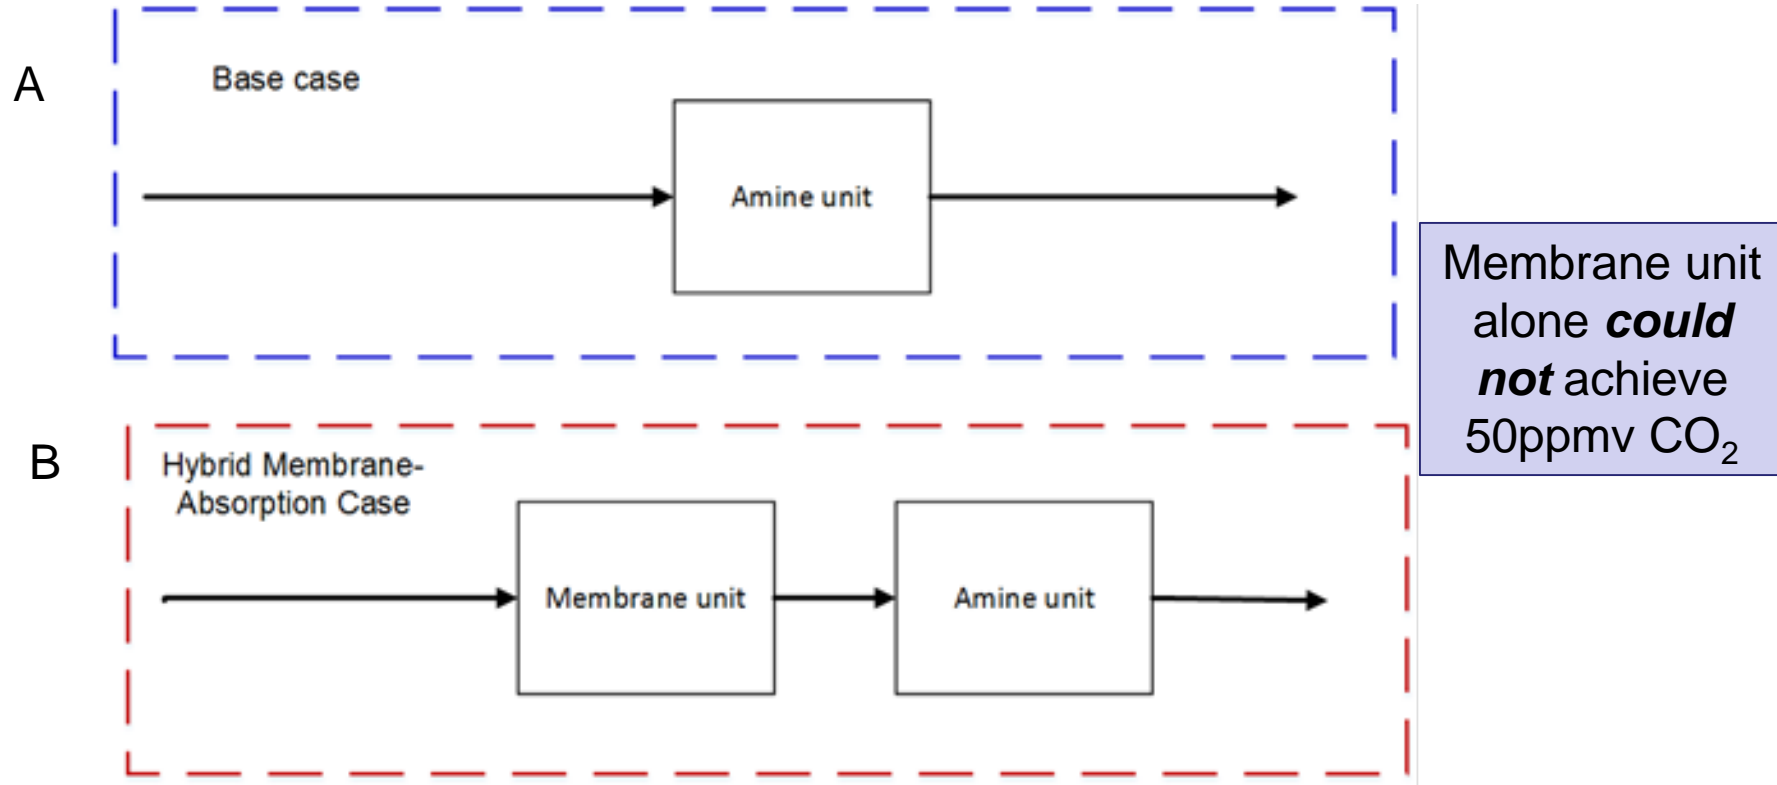 A
Base case
Amine unit
Membrane unit
alone could
not achieve
50ppmv CO₂
B
Hybrid Membrane-
Absorption Case
Membrane unit
Amine unit